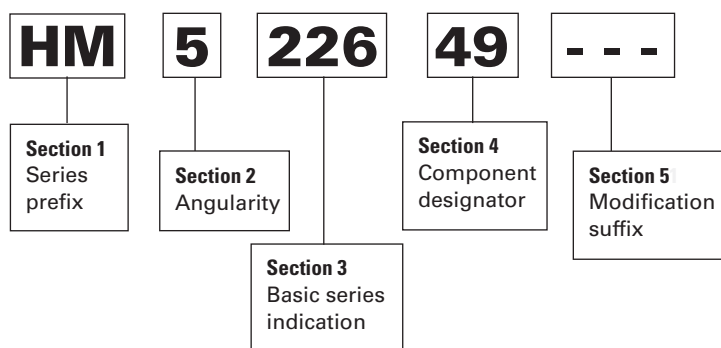 HM 5 226 49 - - -
Section 1
Series
prefix
Section 2
Angularity
Section 3
Basic series
indication
Section 4
Component
designator
Section 5
Modification
suffix